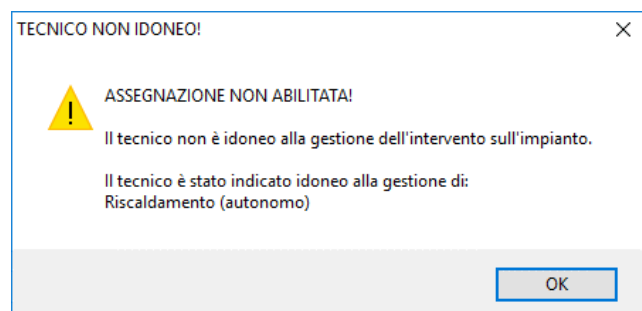 TECNICO NON IDONEO!
ASSEGNAZIONE NON ABILITATA!
Il tecnico non è idoneo alla gestione dell'intervento sull'impianto.
Il tecnico è stato indicato idoneo alla gestione di:
Riscaldamento (autonomo)
OK